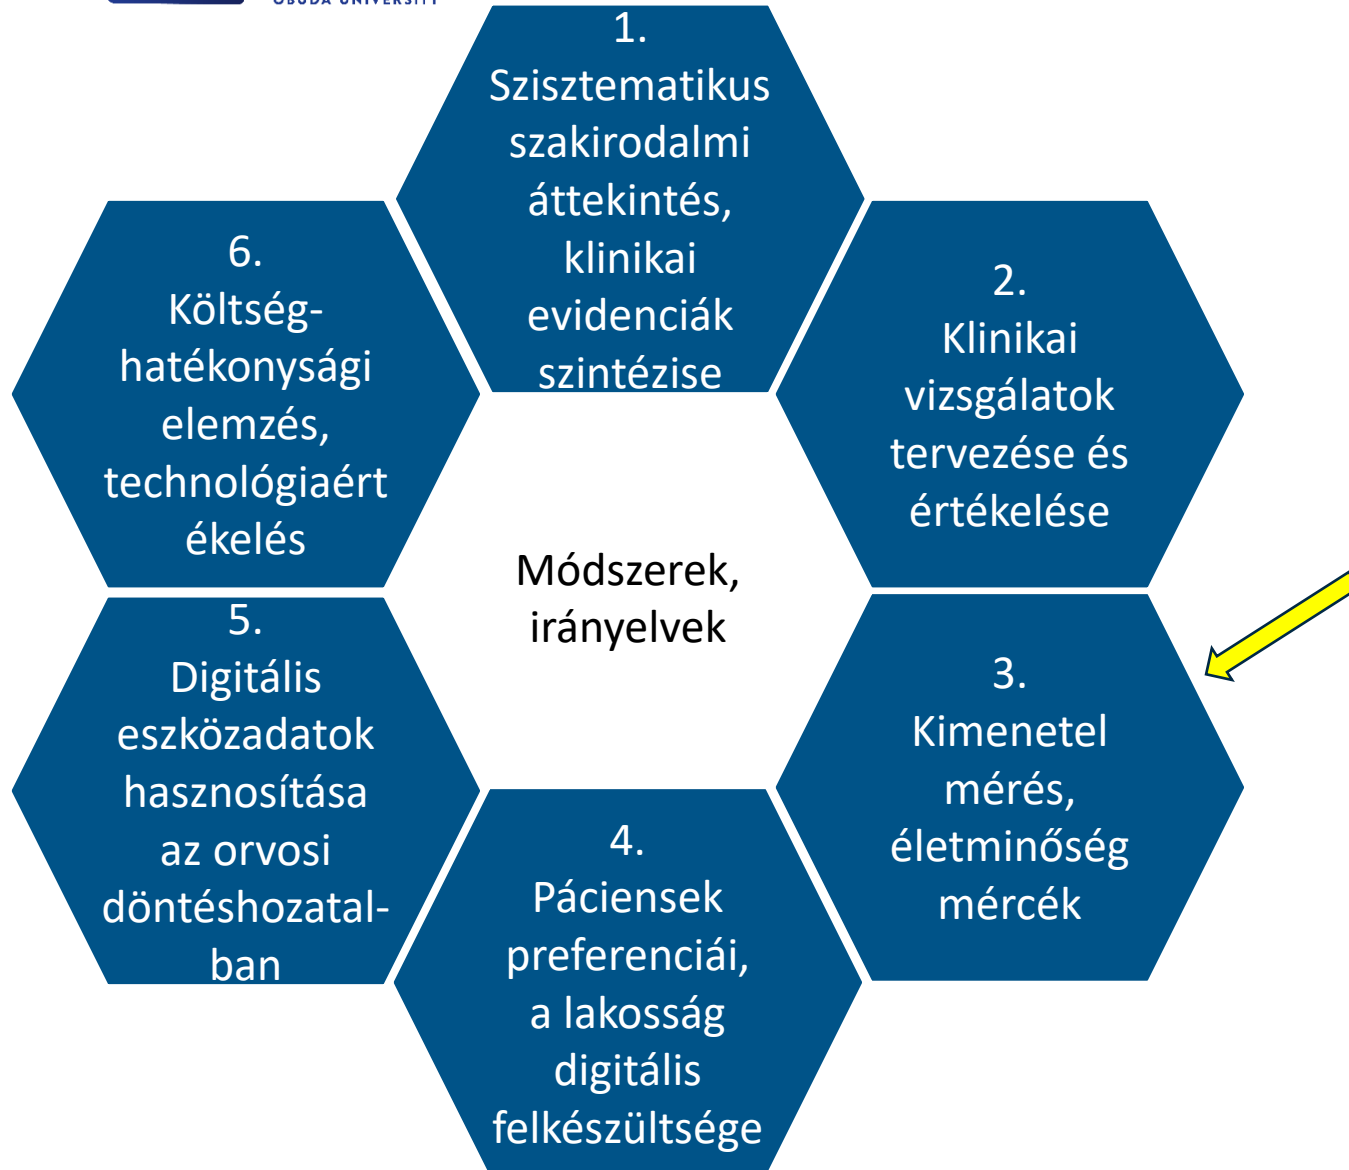 ÓBUDA UNIVERSITY
1.
Szisztematikus
szakirodalmi
áttekintés,
klinikai
evidenciák
szintézise
2.
Klinikai
vizsgálatok
tervezése és
értékelése
3.
Kimenetel
mérés,
életminőség
mércék
4.
Páciensek
preferenciái,
a lakosság
digitális
felkészültsége
5.
Digitális
eszközadatok
hasznosítása
az orvosi
döntéshozatal-
ban
6.
Költség-
hatékonysági
elemzés,
technológiaért
ékelés
Módszerek,
irányelvek